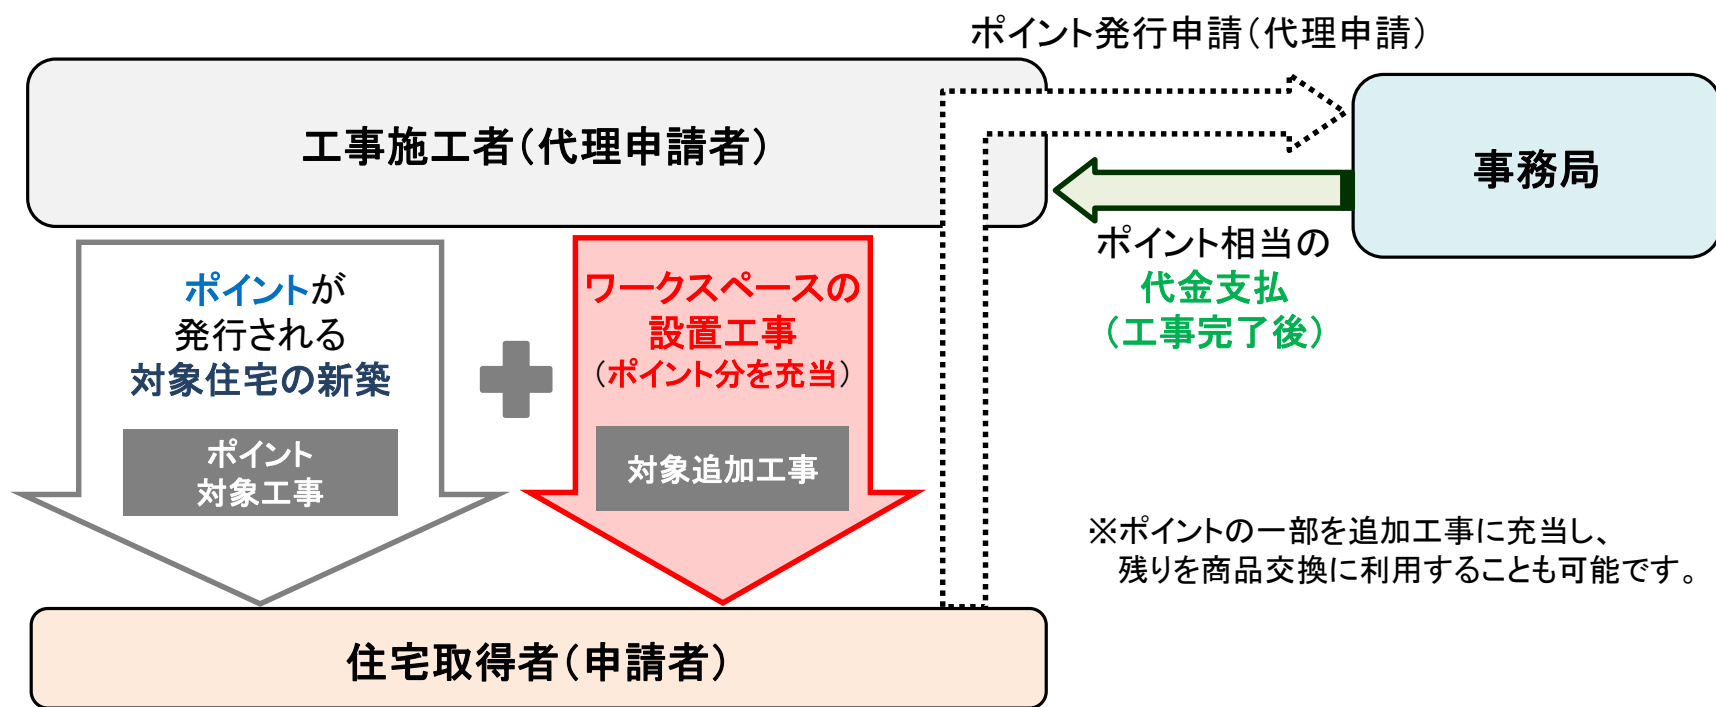 ポイント発行申請（代理申請）
工事施工者（代理申請者）
事務局
ポイント相当の
代金支払
（工事完了後）
ポイントが
発行される
対象住宅の新築
ポイント
対象工事
ワークスペースの
設置工事
（ポイント分を充当）
対象追加工事
※ポイントの一部を追加工事に充当し、
残りを商品交換に利用することも可能です。
住宅取得者（申請者）